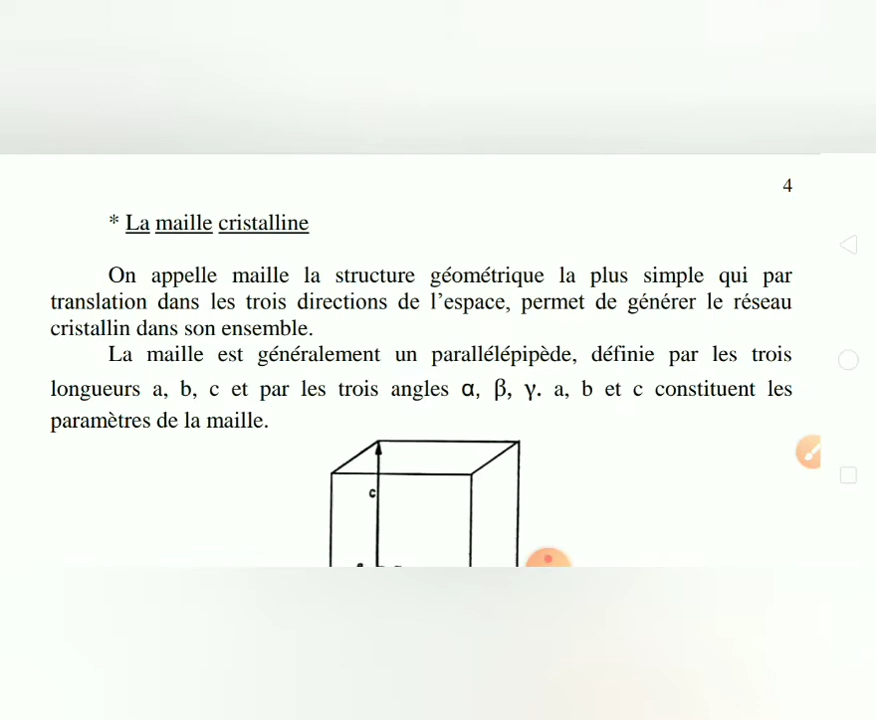 4
* La maille cristalline
On appelle maille la structure géométrique la plus simple qui par
translation dans les trois directions de l’espace, permet de générer le réseau
cristallin dans son ensemble.
La maille est généralement un parallélépipède, définie par les trois
longueurs a, b, c et par les trois angles α, β, γ. a, b et c constituent les
paramètres de la maille.
c